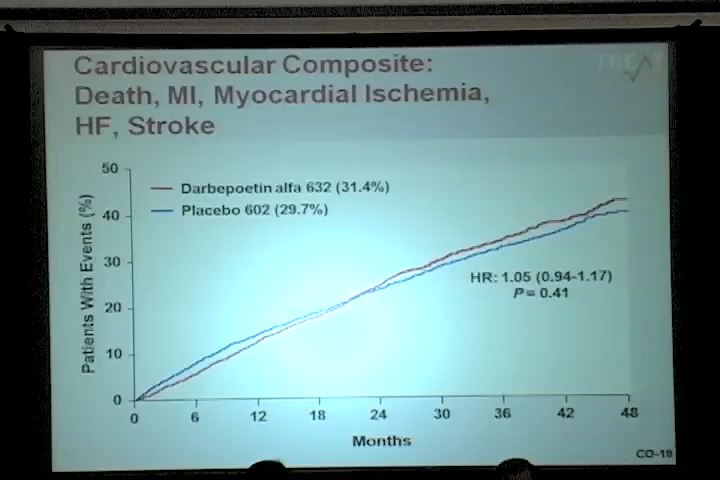 Cardiovascular Composite:
Death, MI, Myocardial Ischemia,
HF, Stroke
50
Darbepoetin alfa 632 (31.4%)
Placebo 602 (29.7%)
40
30
20
10
0
Patients With Events (%)
HR: 1.05 (0.94-1.17)
P = 0.41
0 6 12 18 24 30 36 42 48
Months